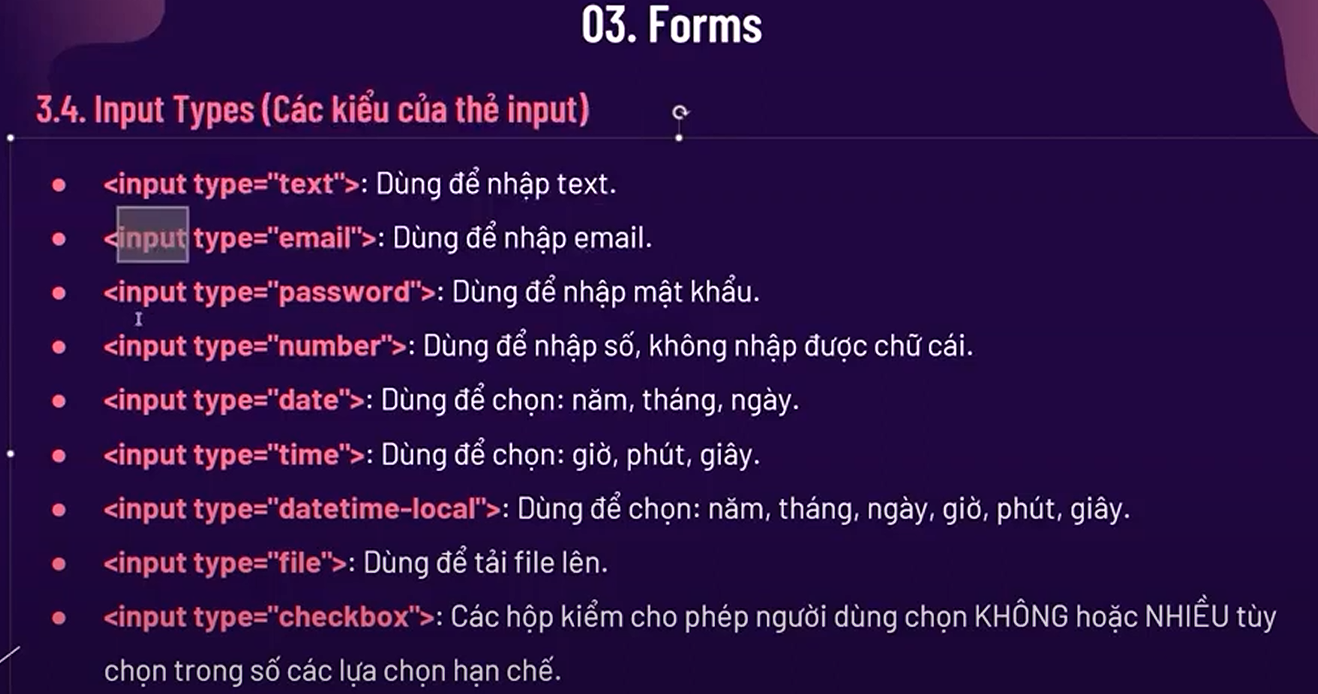 03. Forms
3.4. Input Types (Các kiểu của thẻ input)
● <input type="text">: Dùng để nhập text.
● <input type="email">: Dùng để nhập email.
● <input type="password">: Dùng để nhập mật khẩu.
● <input type="number">: Dùng để nhập số, không nhập được chữ cái.
● <input type="date">: Dùng để chọn: năm, tháng, ngày.
● <input type="time">: Dùng để chọn: giờ, phút, giây.
● <input type="datetime-local">: Dùng để chọn: năm, tháng, ngày, giờ, phút, giây.
● <input type="file">: Dùng để tải file lên.
● <input type="checkbox">: Các hộp kiểm cho phép người dùng chọn KHÔNG hoặc NHIỀU tùy
chọn trong số các lựa chọn hạn chế.